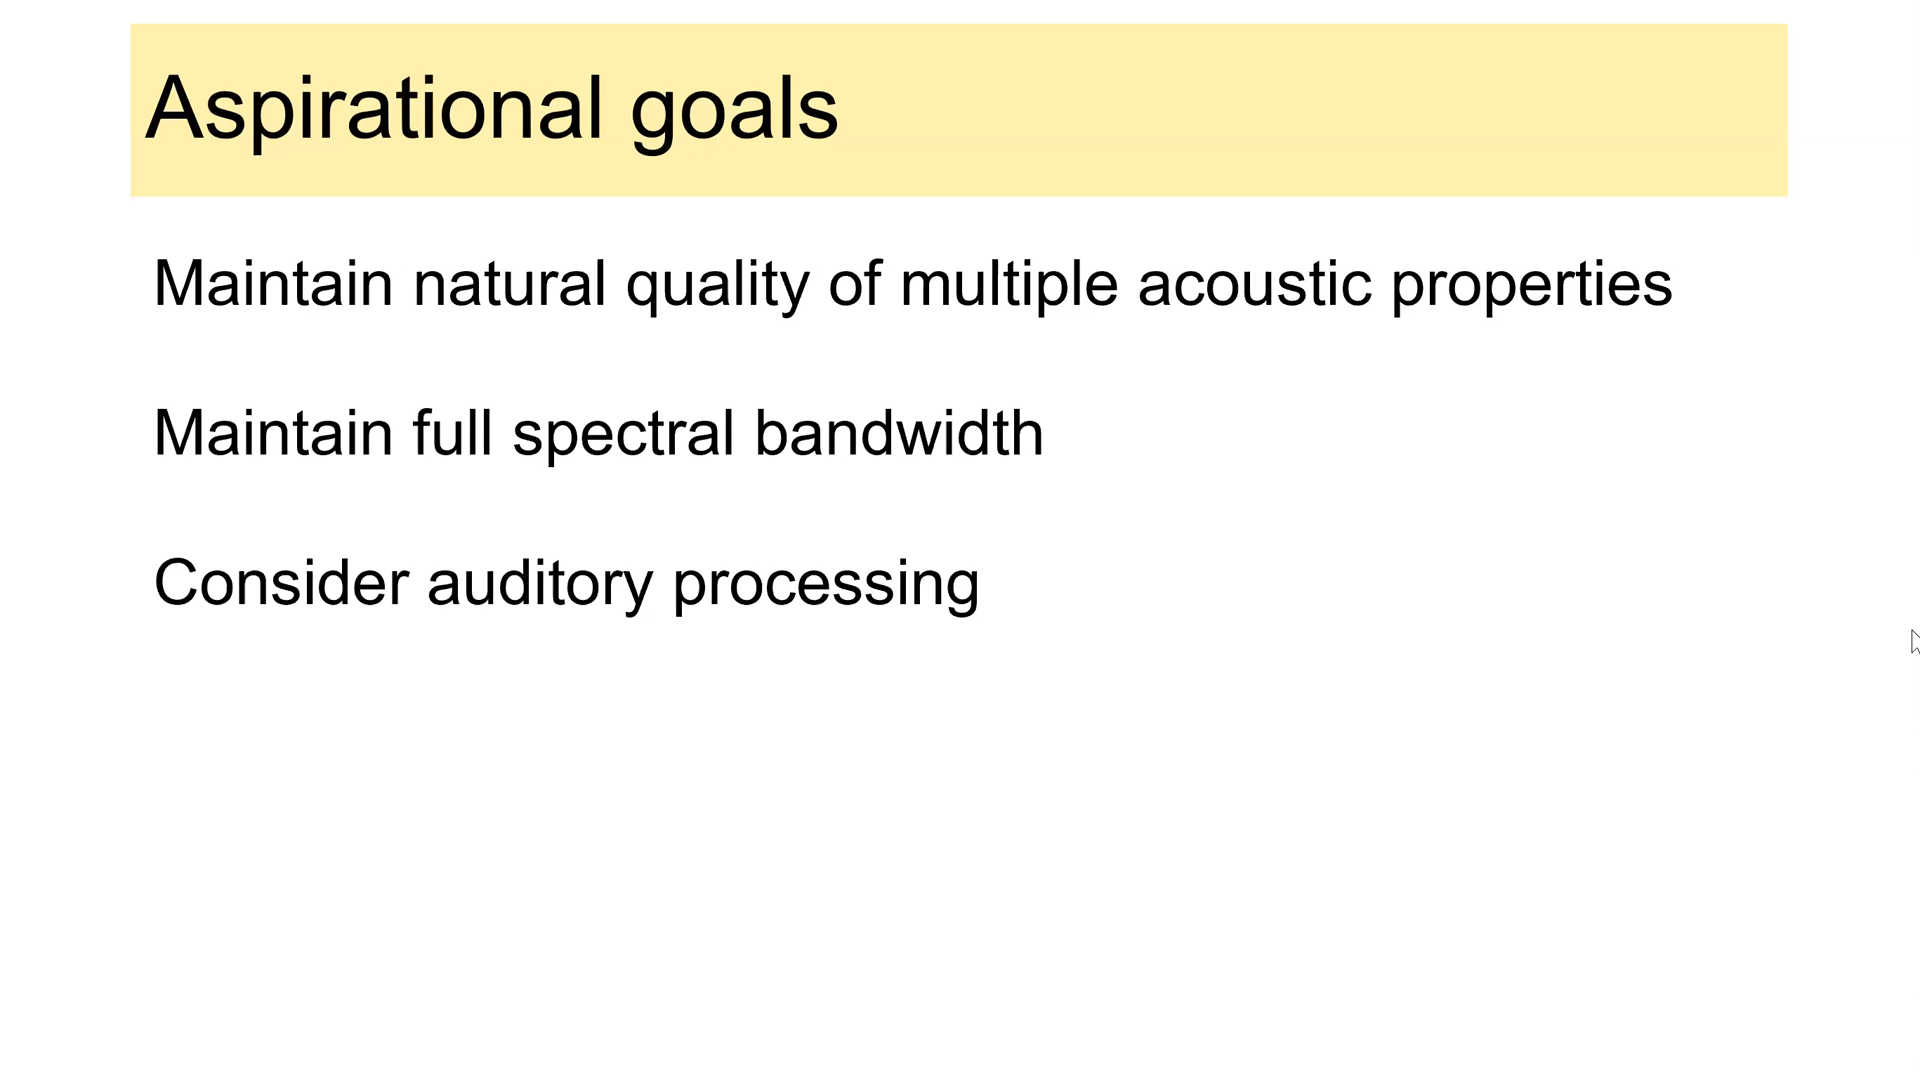 Aspirational goals
Maintain natural quality of multiple acoustic properties
Maintain full spectral bandwidth
Consider auditory processing